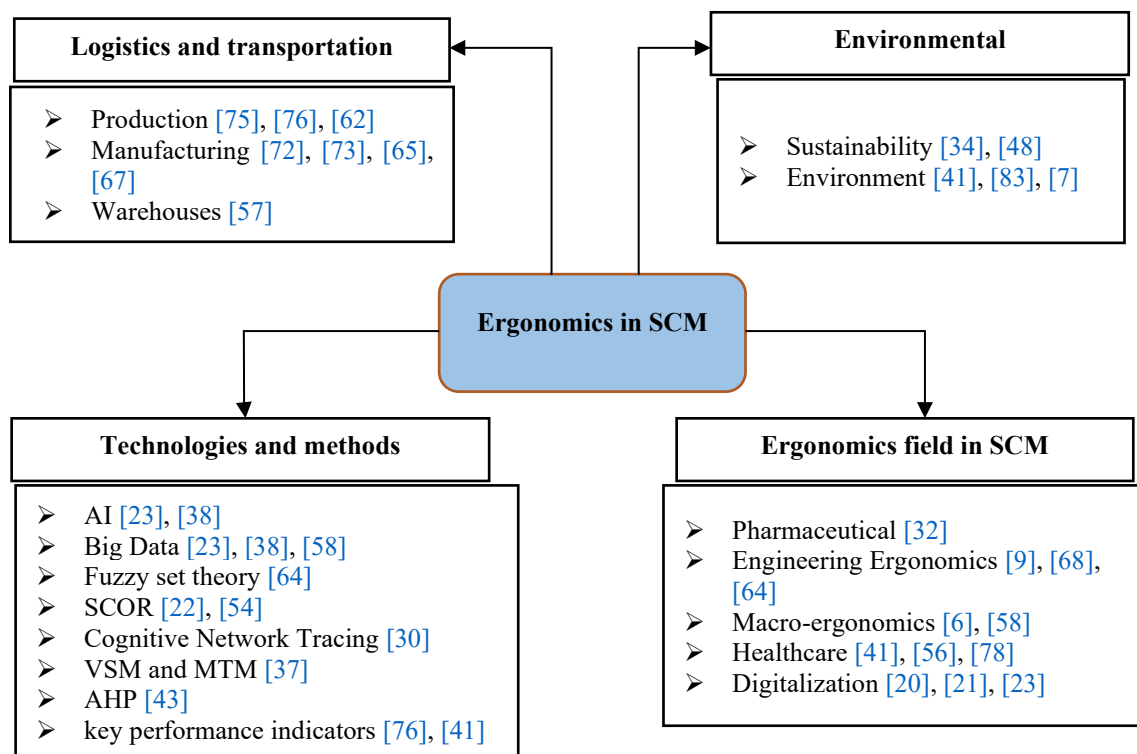 Logistics and transportation
➢ Production [75], [76], [62]
➢ Manufacturing [72], [73], [65],
[67]
➢ Warehouses [57]
Environmental
➢ Sustainability [34], [48]
➢ Environment [41], [83], [7]
Ergonomics in SCM
Technologies and methods
➢ AI [23], [38]
➢ Big Data [23], [38], [58]
➢ Fuzzy set theory [64]
➢ SCOR [22], [54]
➢ Cognitive Network Tracing [30]
➢ VSM and MTM [37]
➢ AHP [43]
➢ key performance indicators [76], [41]
Ergonomics field in SCM
➢ Pharmaceutical [32]
➢ Engineering Ergonomics [9], [68],
[64]
➢ Macro-ergonomics [6], [58]
➢ Healthcare [41], [56], [78]
➢ Digitalization [20], [21], [23]